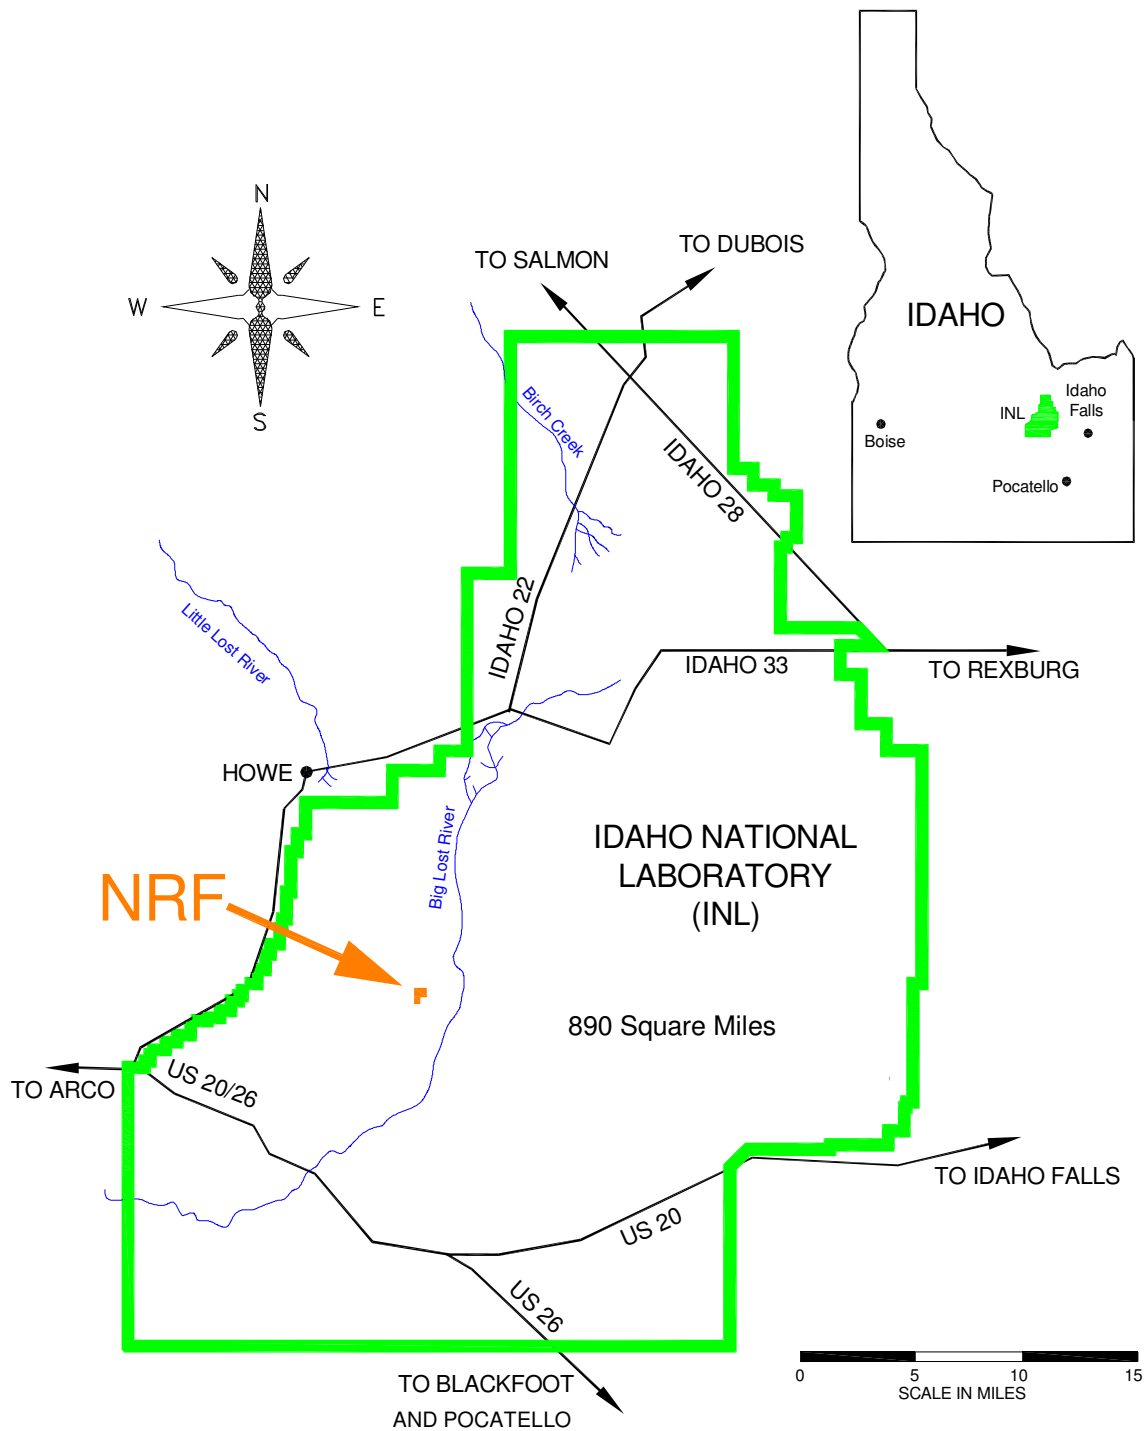 N
W
E
S
TO SALMON
TO DUBOIS
IDAHO
INL
Idaho
Falls
Boise
Pocatello
Birch Creek
IDAHO 28
IDAHO 22
Little Lost River
IDAHO 33
TO REXBURG
HOWE
Big Lost River
IDAHO NATIONAL
LABORATORY
(INL)
NRF
890 Square Miles
TO ARCO
US 20/26
TO IDAHO FALLS
US 20
US 26
TO BLACKFOOT
AND POCATELLO
0 5 10 15
SCALE IN MILES